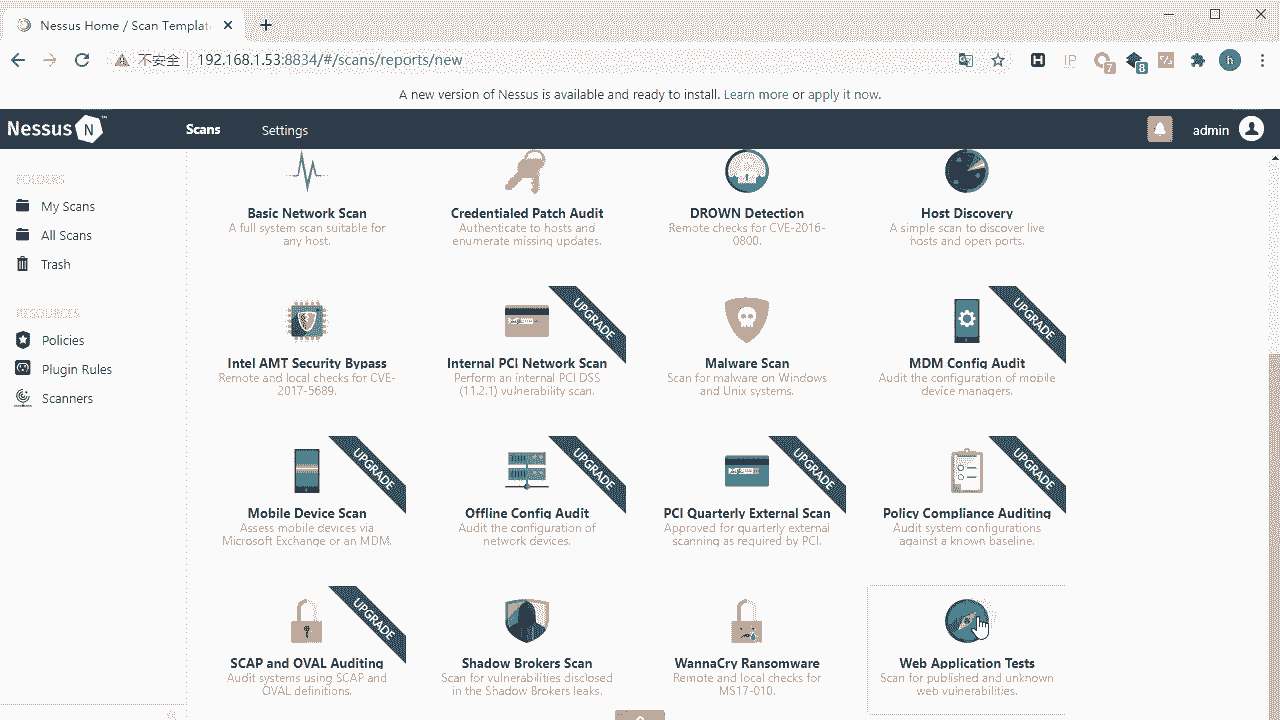 Nessus Home / Scan Templat
不安全
192.168.1.53:8834/#/scans/reports/new
IP
7
8
h
A new version of Nessus is available and ready to install. Learn more or apply it now.
Nessus N
Scans
Settings
admin
FOLDERS
My Scans
All Scans
Trash
RESOURCES
Policies
Plugin Rules
Scanners
Basic Network Scan
A full system scan suitable for
any host.
Credentialed Patch Audit
Authenticate to hosts and
enumerate missing updates.
DROWN Detection
Remote checks for CVE-2016-
0800.
Host Discovery
A simple scan to discover live
hosts and open ports.
Intel AMT Security Bypass
Remote and local checks for CVE-
2017-5689.
UPGRADE
Internal PCI Network Scan
Perform an internal PCI DSS
(11.2.1) vulnerability scan.
Malware Scan
Scan for malware on Windows
and Unix systems.
UPGRADE
MDM Config Audit
Audit the configuration of mobile
device managers.
UPGRADE
Mobile Device Scan
Assess mobile devices via
Microsoft Exchange or an MDM.
UPGRADE
Offline Config Audit
Audit the configuration of
network devices.
UPGRADE
PCI Quarterly External Scan
Approved for quarterly external
scanning as required by PCI.
UPGRADE
Policy Compliance Auditing
Audit system configurations
against a known baseline.
UPGRADE
SCAP and OVAL Auditing
Audit systems using SCAP and
OVAL definitions.
Shadow Brokers Scan
Scan for vulnerabilities disclosed
in the Shadow Brokers leaks.
WannaCry Ransomware
Remote and local checks for
MS17-010.
Web Application Tests
Scan for published and unknown
web vulnerabilities.